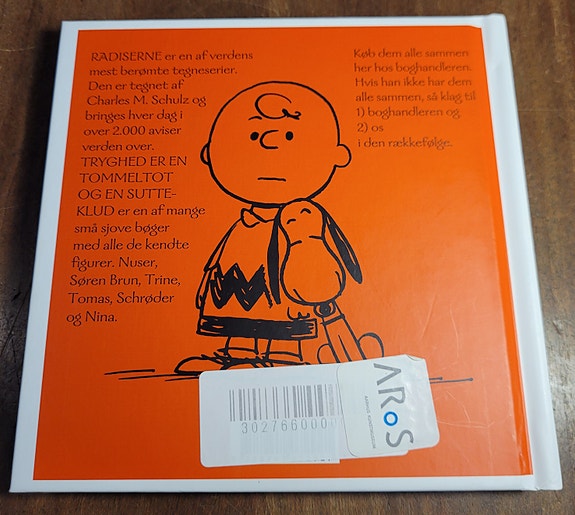 RADISERNE er en af verdens
mest berømte tegneserier.
Den er tegnet af
Charles M. Schulz og
bringes hver dag i
over 2.000 aviser
verden over.
TRYGHED ER EN
TOMMELTOT
OG EN SUTTE-
KLUD er en af mange
små sjove bøger
med alle de kendte
figurer. Nuser,
Søren Brun, Trine,
Tomas, Schrøder
og Nina.
Køb dem alle sammen
her hos boghandleren.
Hvis han ikke har dem
alle sammen, så klag til
1) boghandleren og
2) os
i den rækkefølge.
302766000
ARoS